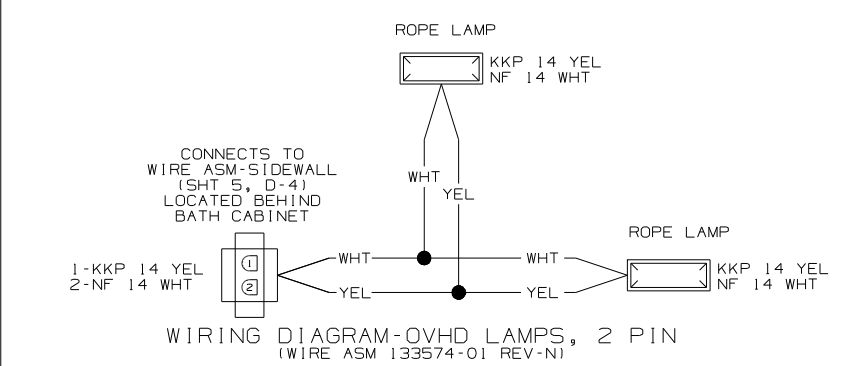 ROPE LAMP
KKP 14 YEL
NF 14 WHT
CONNECTS TO
WIRE ASM-SIDEWALL
(SHT 5, D-4)
LOCATED BEHIND
BATH CABINET
WHT
YEL
ROPE LAMP
1-KKP 14 YEL
2-NF 14 WHT
1
2
WHT
YEL
WHT
YEL
KKP 14 YEL
NF 14 WHT
WIRING DIAGRAM-OVHD LAMPS, 2 PIN
(WIRE ASM 133574-01 REV-N)